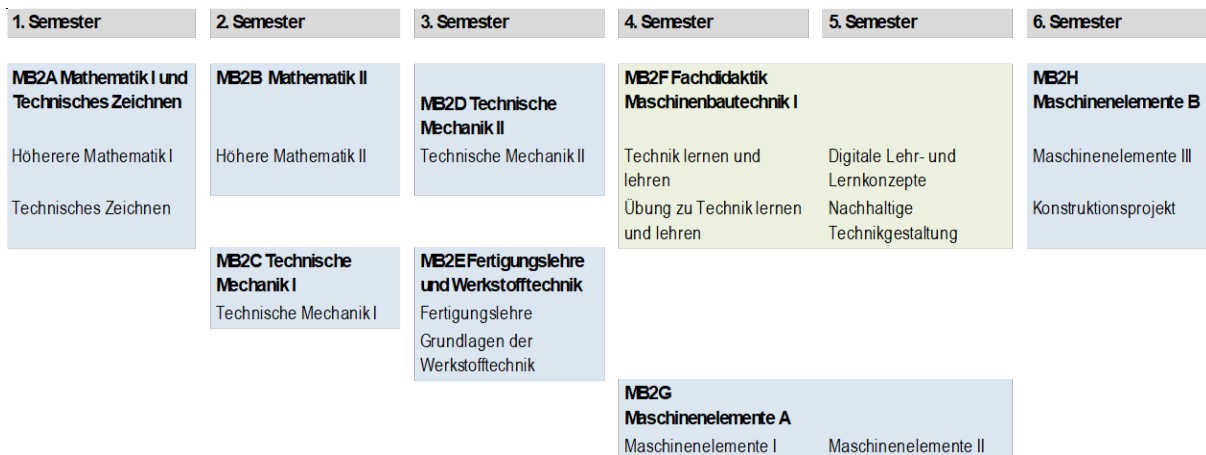 1. Semester
2. Semester
3. Semester
4. Semester
5. Semester
6. Semester
MB2A Mathematik I und
Technisches Zeichnen
Höherere Mathematik I
Technisches Zeichnen
MB2B Mathematik II
Höhere Mathematik II
MB2C Technische
Mechanik I
Technische Mechanik I
MB2D Technische
Mechanik II
Technische Mechanik II
MB2E Fertigungslehre
und Werkstofftechnik
Fertigungslehre
Grundlagen der
Werkstofftechnik
MB2F Fachdidaktik
Maschinenbautechnik I
Technik lernen und
lehren
Übung zu Technik lernen
und lehren
Digitale Lehr- und
Lernkonzepte
Nachhaltige
Technikgestaltung
MB2G
Maschinenelemente A
Maschinenelemente I
Maschinenelemente II
MB2H
Maschinenelemente B
Maschinenelemente III
Konstruktionsprojekt